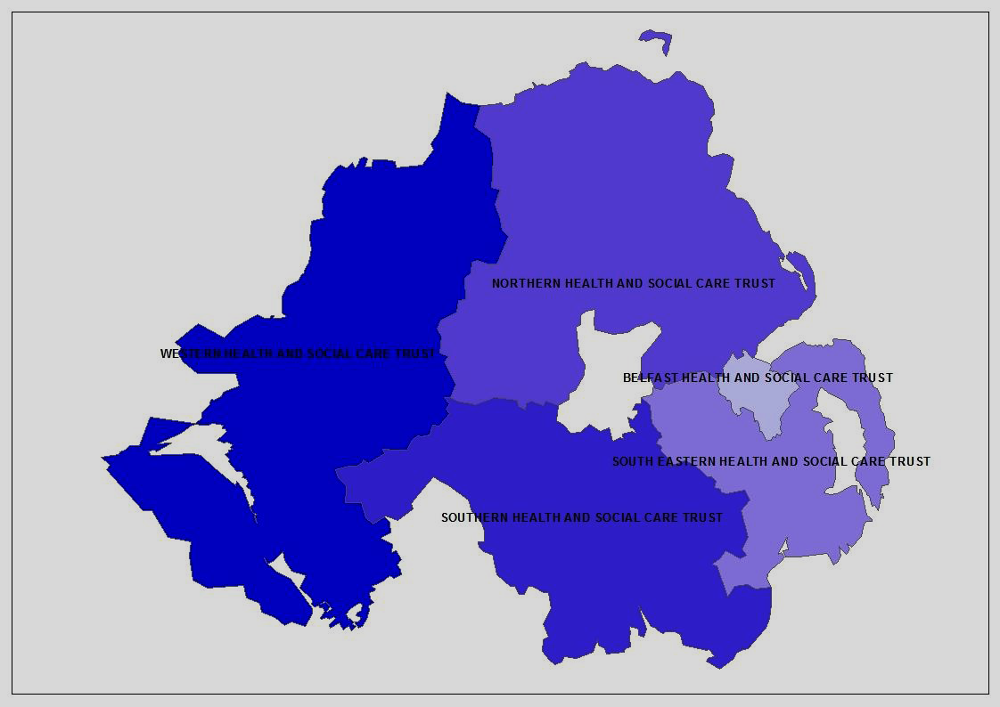 NORTHERN HEALTH AND SOCIAL CARE TRUST
WESTERN HEALTH AND SOCIAL CARE TRUST
BELFAST HEALTH AND SOCIAL CARE TRUST
SOUTH EASTERN HEALTH AND SOCIAL CARE TRUST
SOUTHERN HEALTH AND SOCIAL CARE TRUST